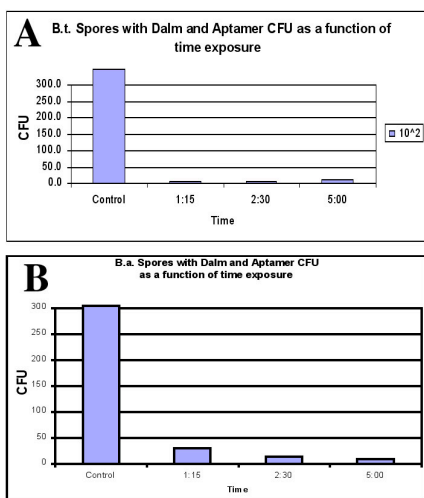 A
B.t. Spores with Dalm and Aptamer CFU as a function of
time exposure
300.0
250.0
200.0
150.0
100.0
50.0
0.0
CFU
Control 1:15 2:30 5:00
Time
10^2
B
B.a. Spores with Dalm and Aptamer CFU
as a function of time exposure
300
250
200
150
100
50
0
CFU
Control 1:15 2:30 5:00
Time